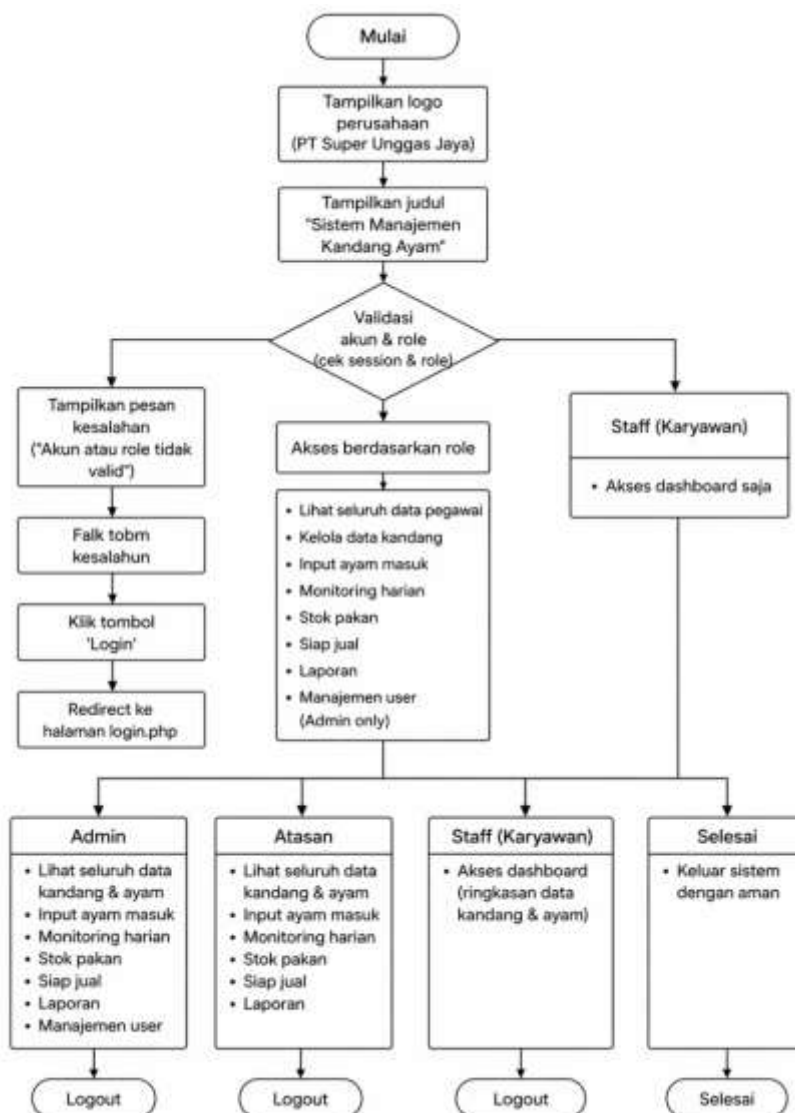 Mulai
Tampilkan logo
perusahaan
(PT Super Unggas Jaya)
Tampilkan judul
"Sistem Manajemen
Kandang Ayam"
Validasi
akun & role
(cek session & role)
Tampilkan pesan
kesalahan
("Akun atau role tidak
valid")
Falk tobm
kesalahun
Klik tombol
'Login'
Redirect ke
halaman login.php
Akses berdasarkan role
• Lihat seluruh data pegawai
• Kelola data kandang
• Input ayam masuk
• Monitoring harian
• Stok pakan
• Siap jual
• Laporan
• Manajemen user
(Admin only)
Staff (Karyawan)
• Akses dashboard saja
Admin
• Lihat seluruh data
kandang & ayam
• Input ayam masuk
• Monitoring harian
• Stok pakan
• Siap jual
• Laporan
• Manajemen user
Logout
Atasan
• Lihat seluruh data
kandang & ayam
• Input ayam masuk
• Monitoring harian
• Stok pakan
• Siap jual
• Laporan
Logout
Staff (Karyawan)
• Akses dashboard
(ringkasan data
kandang & ayam)
Logout
Selesai
• Keluar sistem
dengan aman
Selesai